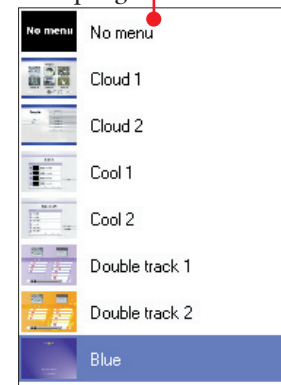 No menu No menu
Cloud 1
Cloud 2
Cool 1
Cool 2
Double track 1
Double track 2
Blue